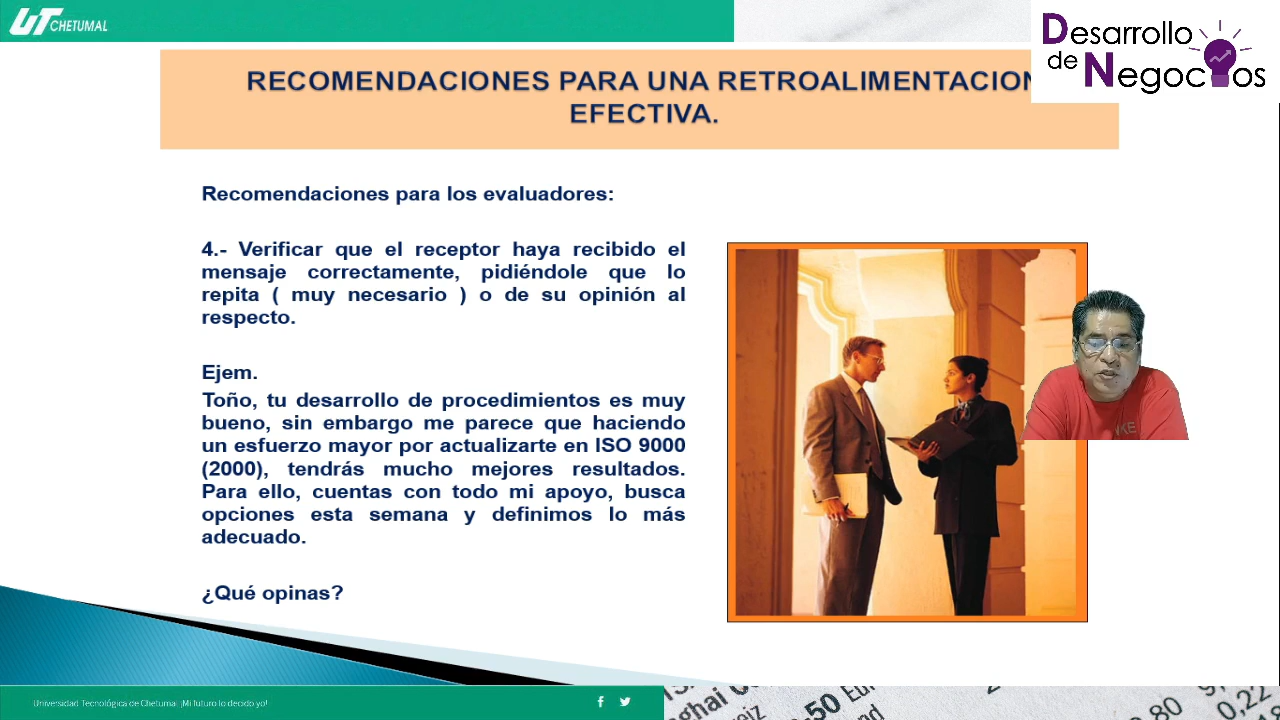 UT CHETUMAL
Desarrollo
de Negocios
RECOMENDACIONES PARA UNA RETROALIMENTACION
EFECTIVA.
Recomendaciones para los evaluadores:
4.- Verificar que el receptor haya recibido el
mensaje correctamente, pidiéndole que lo
repita ( muy necesario ) o de su opinión al
respecto.
Ejem.
Toño, tu desarrollo de procedimientos es muy
bueno, sin embargo me parece que haciendo
un esfuerzo mayor por actualizarte en ISO 9000
(2000), tendrás mucho mejores resultados.
Para ello, cuentas con todo mi apoyo, busca
opciones esta semana y definimos lo más
adecuado.
¿Qué opinas?
Universidad Tecnológica de Chetumal ¡Mi futuro lo decido yo!